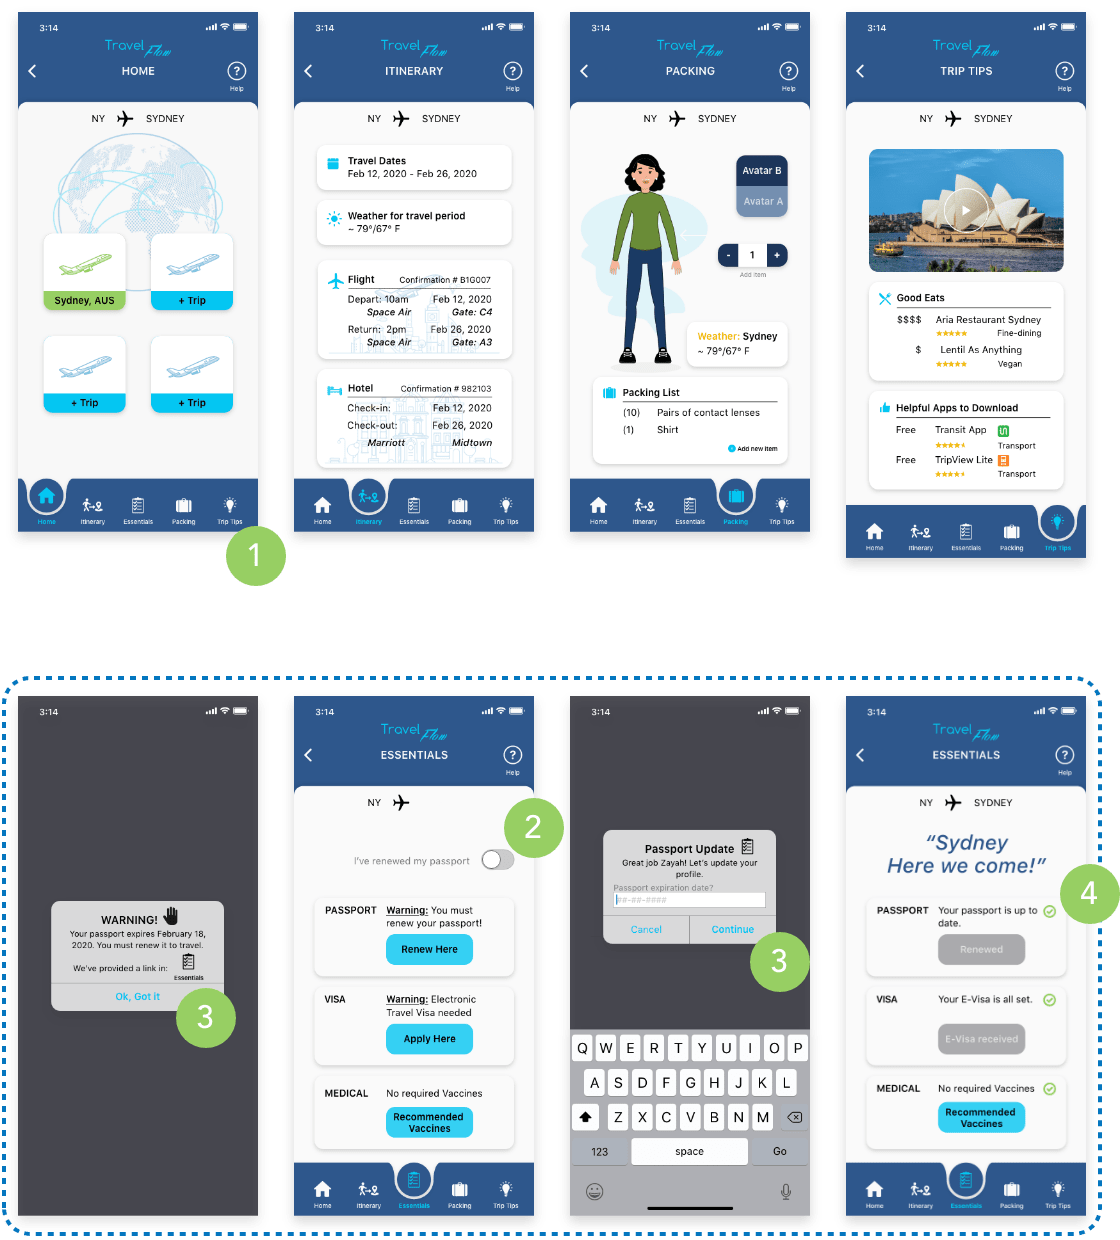 3:14
Travel Flow
HOME
Help
NY SYDNEY
Sydney, AUS
+ Trip
+ Trip
+ Trip
Home Itinerary Essentials Packing Trip Tips
1
3:14
Travel Flow
ITINERARY
Help
NY SYDNEY
Travel Dates
Feb 12, 2020 - Feb 26, 2020
Weather for travel period
~ 79°/67° F
Flight Confirmation # B1G007
Depart: 10am Feb 12, 2020
Space Air Gate: C4
Return: 2pm Feb 26, 2020
Space Air Gate: A3
Hotel Confirmation # 982103
Check-in: Feb 12, 2020
Check-out: Feb 26, 2020
Marriott Midtown
Home Itinerary Essentials Packing Trip Tips
3:14
Travel Flow
PACKING
Help
NY SYDNEY
Avatar B
Avatar A
- 1 +
Add item
Weather: Sydney
~ 79°/67° F
Packing List
(10) Pairs of contact lenses
(1) Shirt
+ Add new item
Home Itinerary Essentials Packing Trip Tips
3:14
Travel Flow
TRIP TIPS
Help
NY SYDNEY
Good Eats
$$$$ Aria Restaurant Sydney
Fine-dining
$ Lentil As Anything
Vegan
Helpful Apps to Download
Free Transit App
Transport
Free TripView Lite
Transport
Home Itinerary Essentials Packing Trip Tips
3:14
WARNING!
Your passport expires February 18,
2020. You must renew it to travel.
We've provided a link in:
Essentials
Ok, Got it
3
3:14
Travel Flow
ESSENTIALS
Help
NY
2
I've renewed my passport
PASSPORT Warning: You must
renew your passport!
Renew Here
VISA Warning: Electronic
Travel Visa needed
Apply Here
MEDICAL No required Vaccines
Recommended
Vaccines
Home Itinerary Essentials Packing Trip Tips
3:14
Passport Update
Great job Zayah! Let's update your
profile.
Passport expiration date?
##-##-####
Cancel Continue
3
Q W E R T Y U I O P
A S D F G H J K L
Z X C V B N M
123 space Go
3:14
Travel Flow
ESSENTIALS
Help
NY SYDNEY
“Sydney
Here we come!”
4
PASSPORT Your passport is up to
date.
Renewed
VISA Your E-Visa is all set.
E-Visa received
MEDICAL No required Vaccines
Recommended
Vaccines
Home Itinerary Essentials Packing Trip Tips